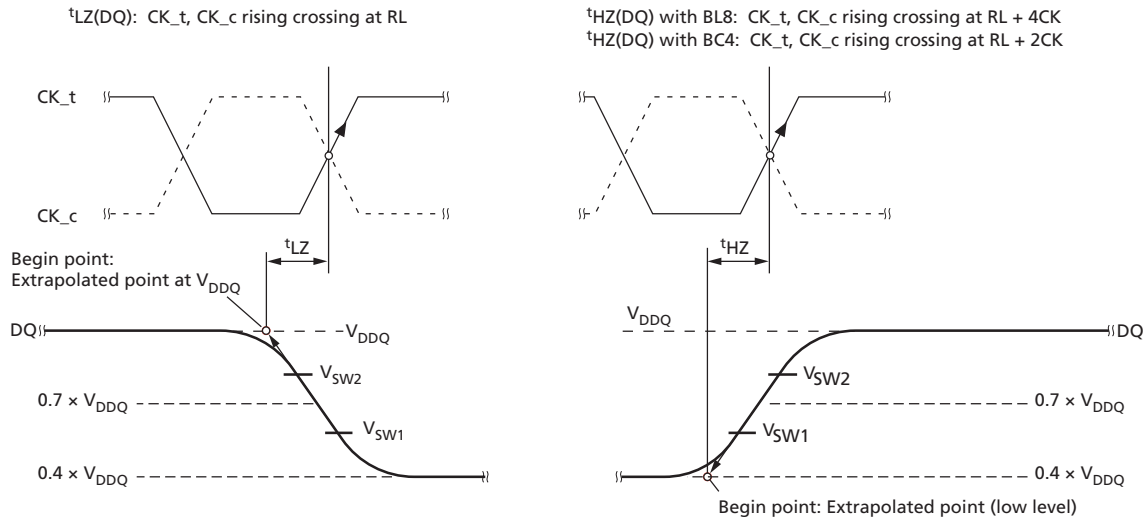 tLZ(DQ): CK_t, CK_c rising crossing at RL
tHZ(DQ) with BL8: CK_t, CK_c rising crossing at RL + 4CK
tHZ(DQ) with BC4: CK_t, CK_c rising crossing at RL + 2CK
CK_t
CK_c
tLZ
tHZ
Begin point:
Extrapolated point at VDDQ
DQ
VDDQ
VSW2
0.7 × VDDQ
VSW1
0.4 × VDDQ
VDDQ
DQ
VSW2
0.7 × VDDQ
VSW1
0.4 × VDDQ
Begin point: Extrapolated point (low level)